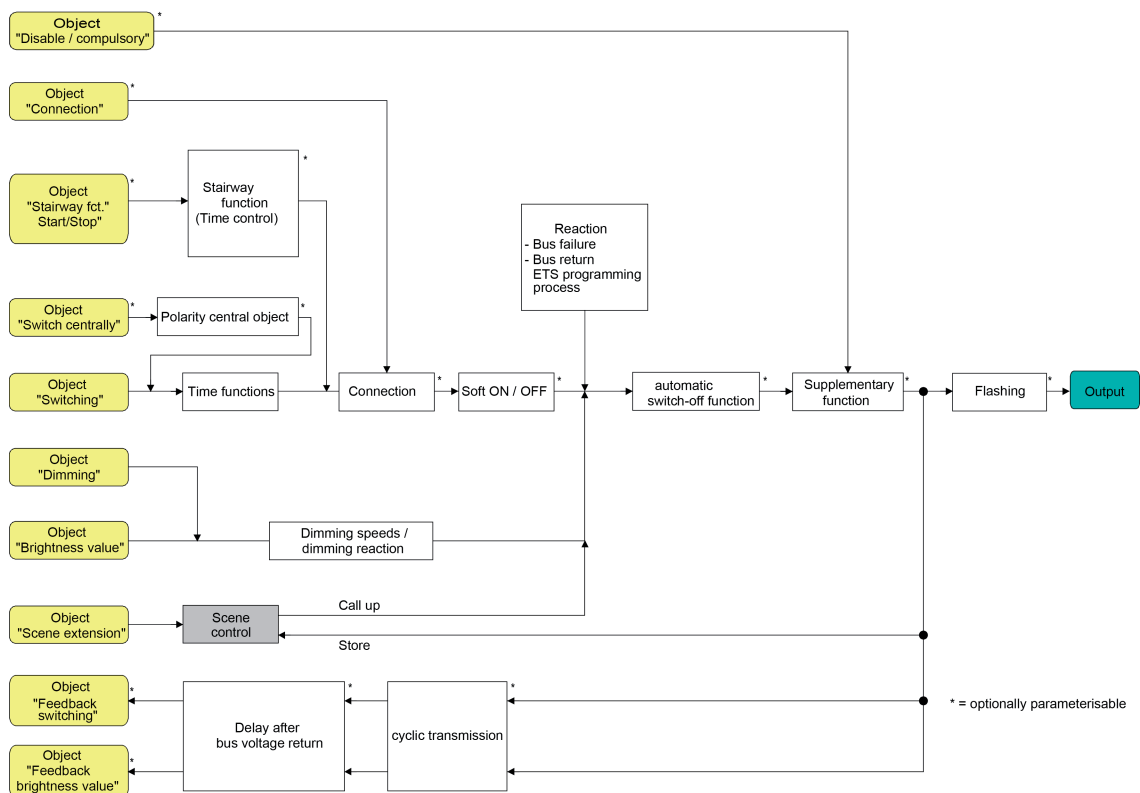 Object
"Disable / compulsory"
*
Object
"Connection"
*
Object
"Stairway fct."
Start/Stop"
*
Stairway
function
(Time control)
*
Reaction
- Bus failure
- Bus return
ETS programming
process
Object
"Switch centrally"
*
Polarity central object
*
Object
"Switching"
Time functions
Connection
*
Soft ON / OFF
*
automatic
switch-off function
*
Supplementary
function
*
Flashing
*
Output
Object
"Dimming"
Object
"Brightness value"
Dimming speeds /
dimming reaction
Object
"Scene extension"
Scene
control
Call up
Store
Object
"Feedback
switching"
*
Object
"Feedback
brightness value"
*
Delay after
bus voltage return
*
cyclic transmission
*
* = optionally parameterisable